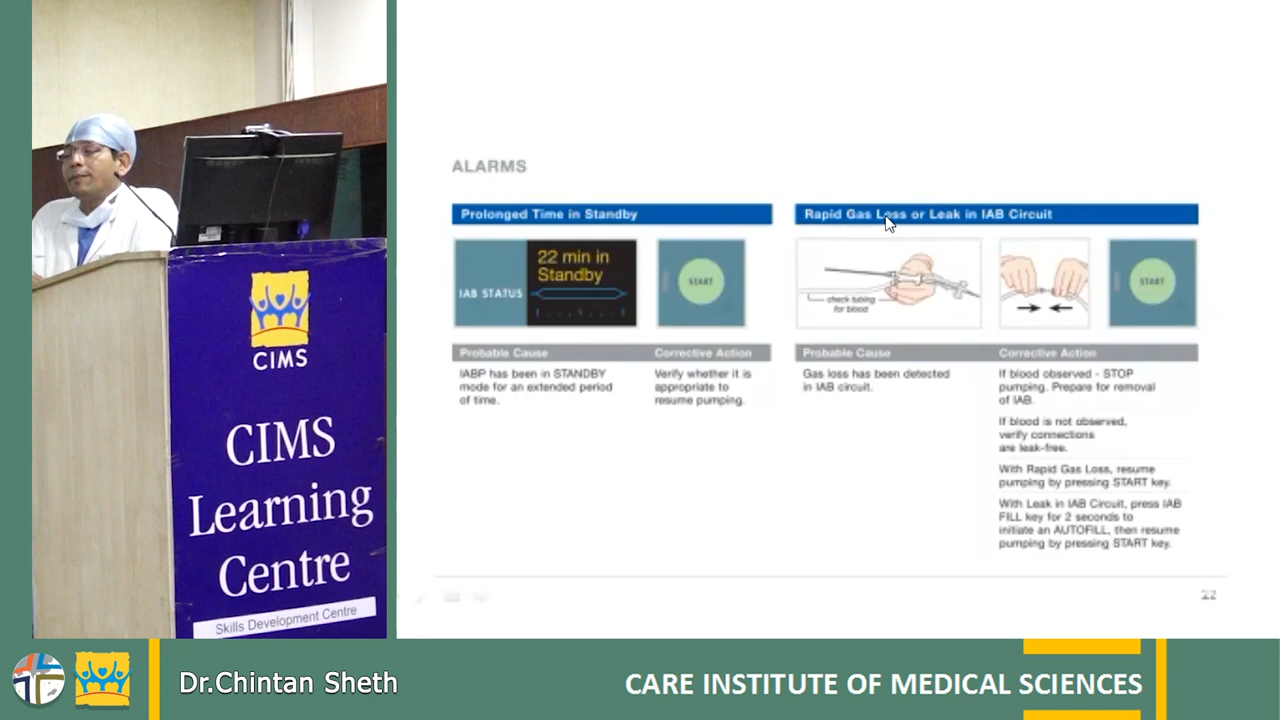 ALARMS
Prolonged Time in Standby
IAB STATUS
22 min in
Standby
START
Probable Cause
Corrective Action
IABP has been in STANDBY
mode for an extended period
of time.
Verify whether it is
appropriate to
resume pumping.
Rapid Gas Loss or Leak in IAB Circuit
check tubing
for blood
START
Probable Cause
Corrective Action
Gas loss has been detected
in IAB circuit.
If blood observed - STOP
pumping. Prepare for removal
of IAB.
If blood is not observed,
verify connections
are leak-free.
With Rapid Gas Loss, resume
pumping by pressing START key.
With Leak in IAB Circuit, press IAB
FILL key for 2 seconds to
initiate an AUTOFILL, then resume
pumping by pressing START key.
22
CIMS
CIMS
Learning
Centre
Skills Development Centre
Dr.Chintan Sheth
CARE INSTITUTE OF MEDICAL SCIENCES